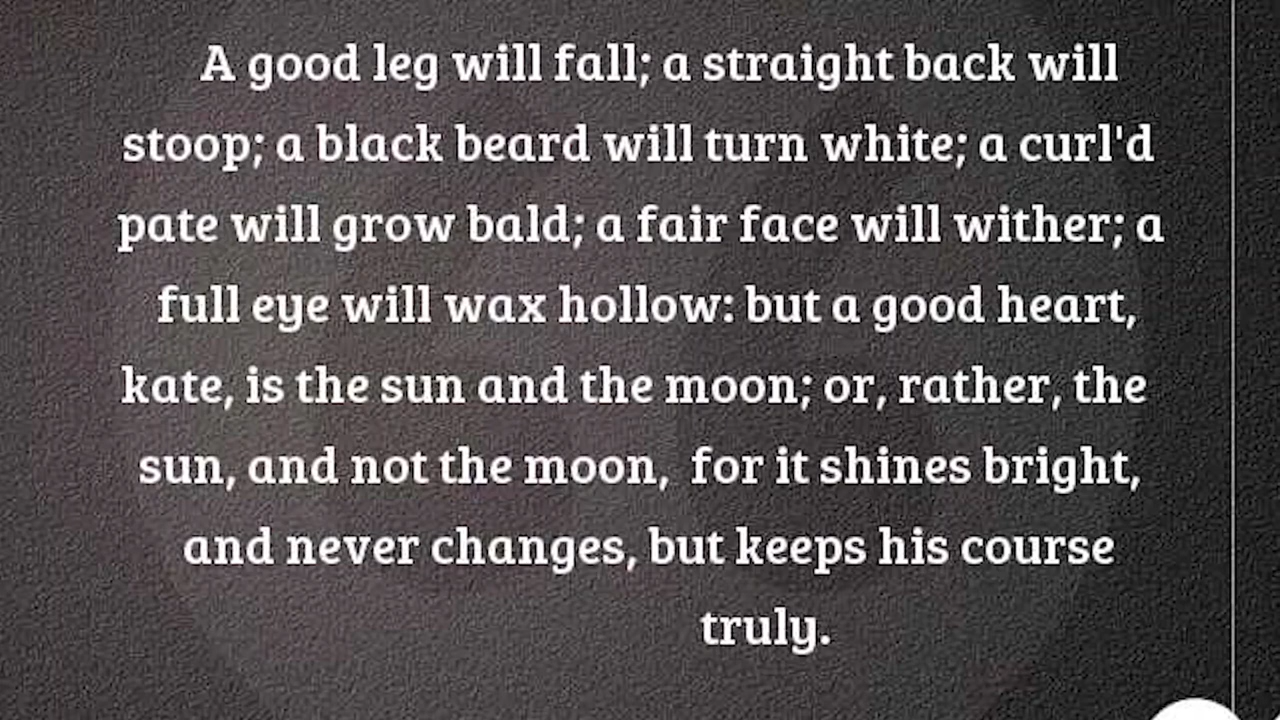 A good leg will fall; a straight back will
stoop; a black beard will turn white; a curl'd
pate will grow bald; a fair face will wither; a
full eye will wax hollow: but a good heart,
kate, is the sun and the moon; or, rather, the
sun, and not the moon, for it shines bright,
and never changes, but keeps his course
truly.